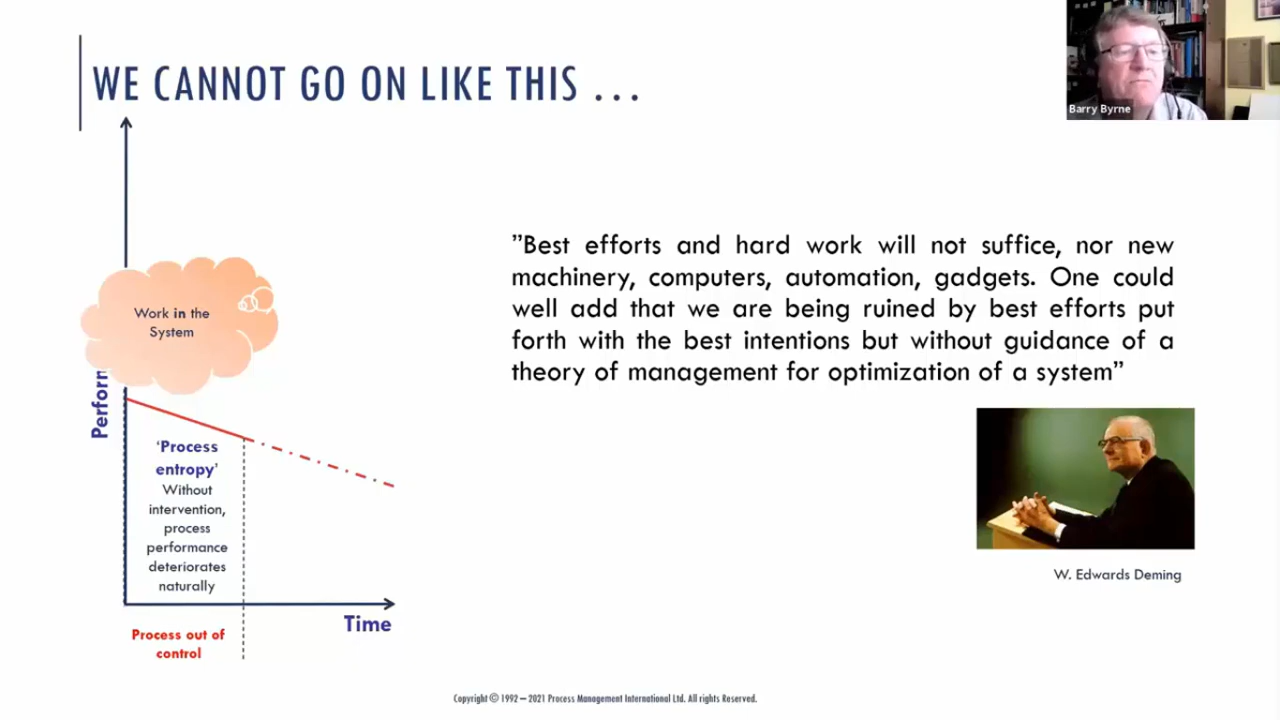 WE CANNOT GO ON LIKE THIS ...
Barry Byrne
Work in the
System
”Best efforts and hard work will not suffice, nor new
machinery, computers, automation, gadgets. One could
well add that we are being ruined by best efforts put
forth with the best intentions but without guidance of a
theory of management for optimization of a system”
Perforn
‘Process
entropy’
Without
intervention,
process
performance
deteriorates
naturally
W. Edwards Deming
Time
Process out of
control
Copyright © 1992 – 2021 Process Management International Ltd. All rights Reserved.